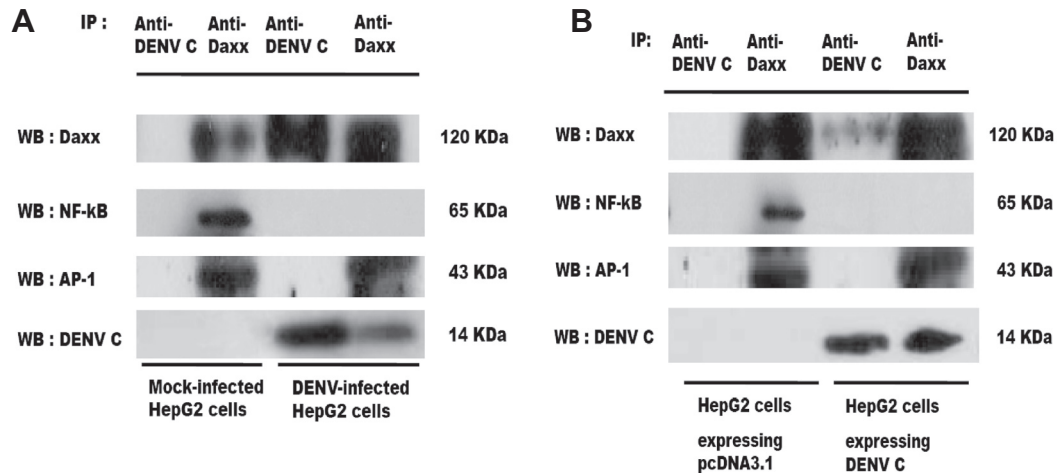 A
IP :
Anti-
DENV C
Anti-
Daxx
Anti-
DENV C
Anti-
Daxx
WB : Daxx
120 KDa
WB : NF-kB
65 KDa
WB : AP-1
43 KDa
WB : DENV C
14 KDa
Mock-infected
HepG2 cells
DENV-infected
HepG2 cells
B
IP:
Anti-
DENV C
Anti-
Daxx
Anti-
DENV C
Anti-
Daxx
WB : Daxx
120 KDa
WB : NF-kB
65 KDa
WB : AP-1
43 KDa
WB : DENV C
14 KDa
HepG2 cells
expressing
pcDNA3.1
HepG2 cells
expressing
DENV C